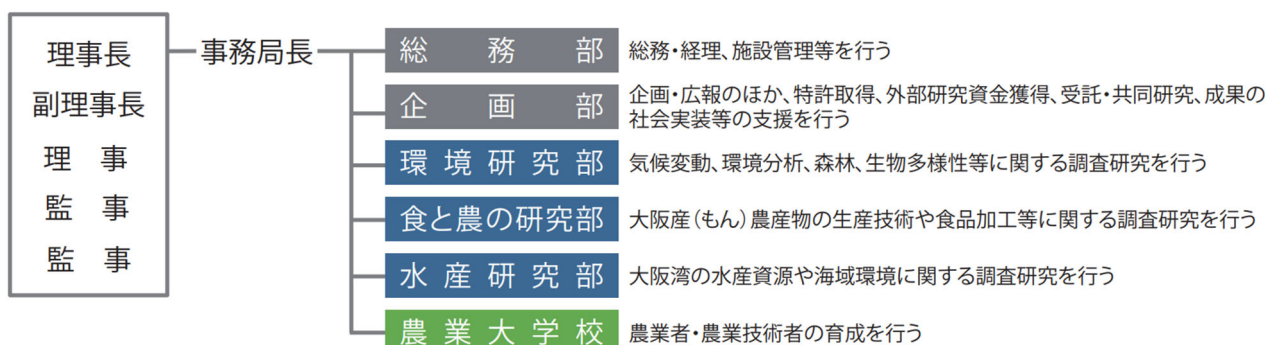 理事長
副理事長
理事
監事
監事
事務局長
総務部
総務・経理、施設管理等を行う
企画部
企画・広報のほか、特許取得、外部研究資金獲得、受託・共同研究、成果の
社会実装等の支援を行う
環境研究部
気候変動、環境分析、森林、生物多様性等に関する調査研究を行う
食と農の研究部
大阪産（もん）農産物の生産技術や食品加工等に関する調査研究を行う
水産研究部
大阪湾の水産資源や海域環境に関する調査研究を行う
農業大学校
農業者・農業技術者の育成を行う